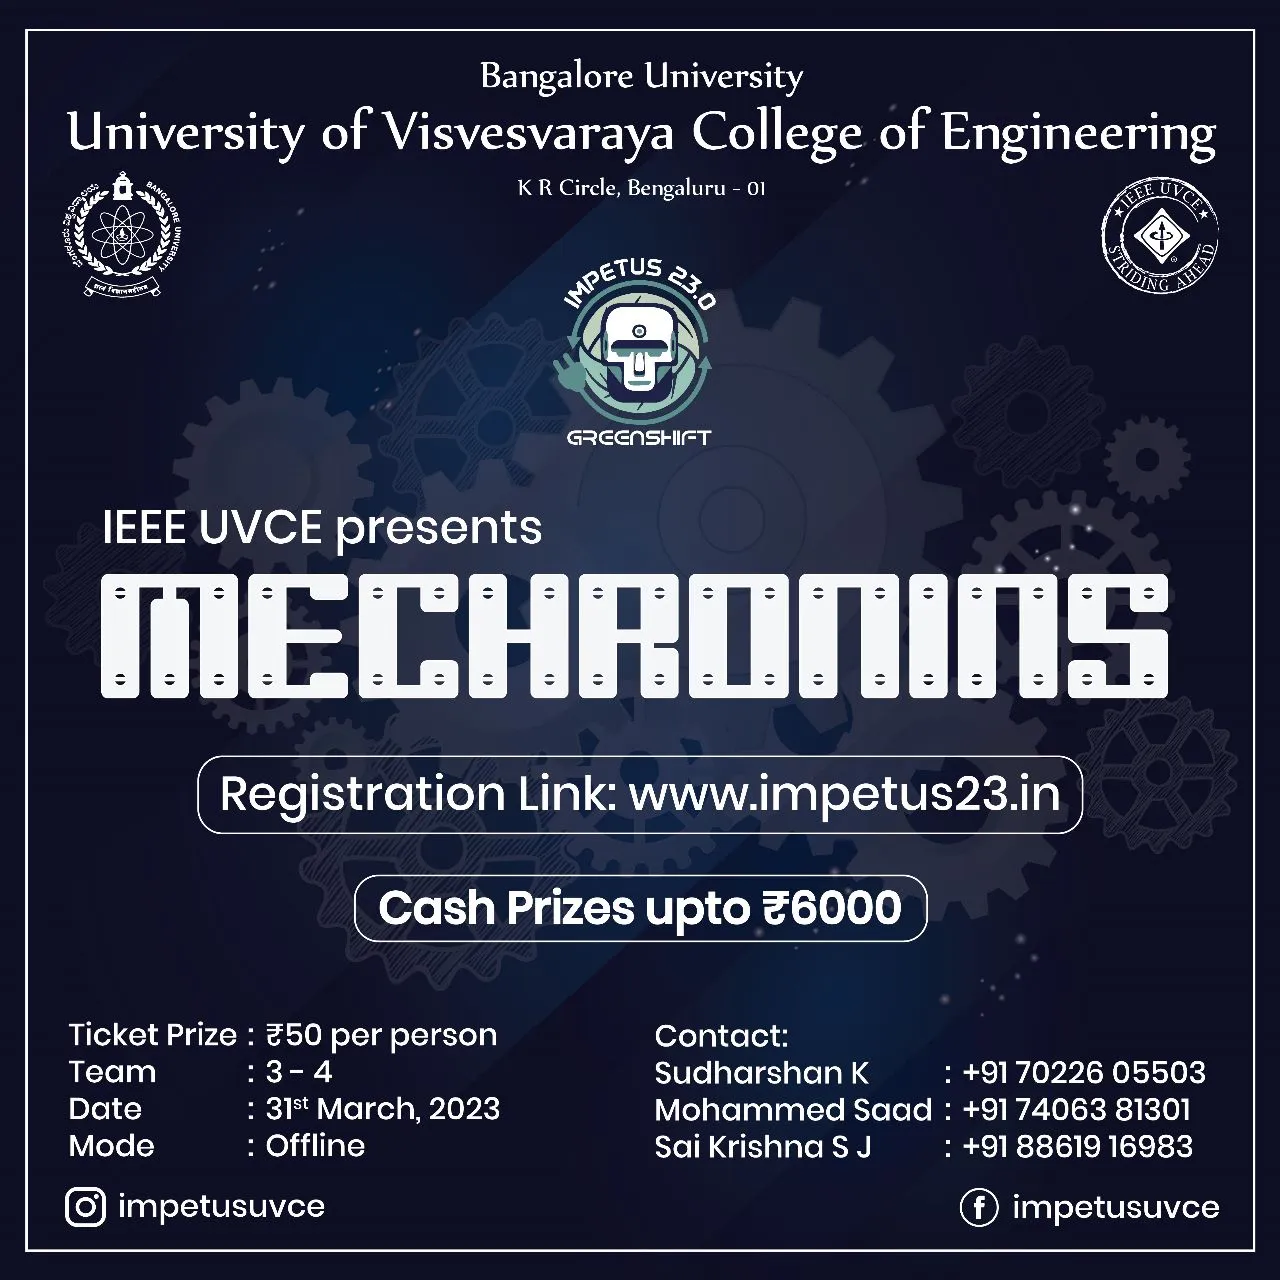 Bangalore University
University of Visvesvaraya College of Engineering
K R Circle, Bengaluru - 01
BANGALORE UNIVERSITY
IEEE UVCE
STRIDING AHEAD
IMPETUS 23.0
GREENSHIFT
IEEE UVCE presents
MECHRONINS
Registration Link: www.impetus23.in
Cash Prizes upto ₹6000
Ticket Prize : ₹50 per person
Team : 3 - 4
Date : 31st March, 2023
Mode : Offline
Contact:
Sudharshan K : +91 70226 05503
Mohammed Saad : +91 74063 81301
Sai Krishna S J : +91 88619 16983
impetusuvce
impetusuvce